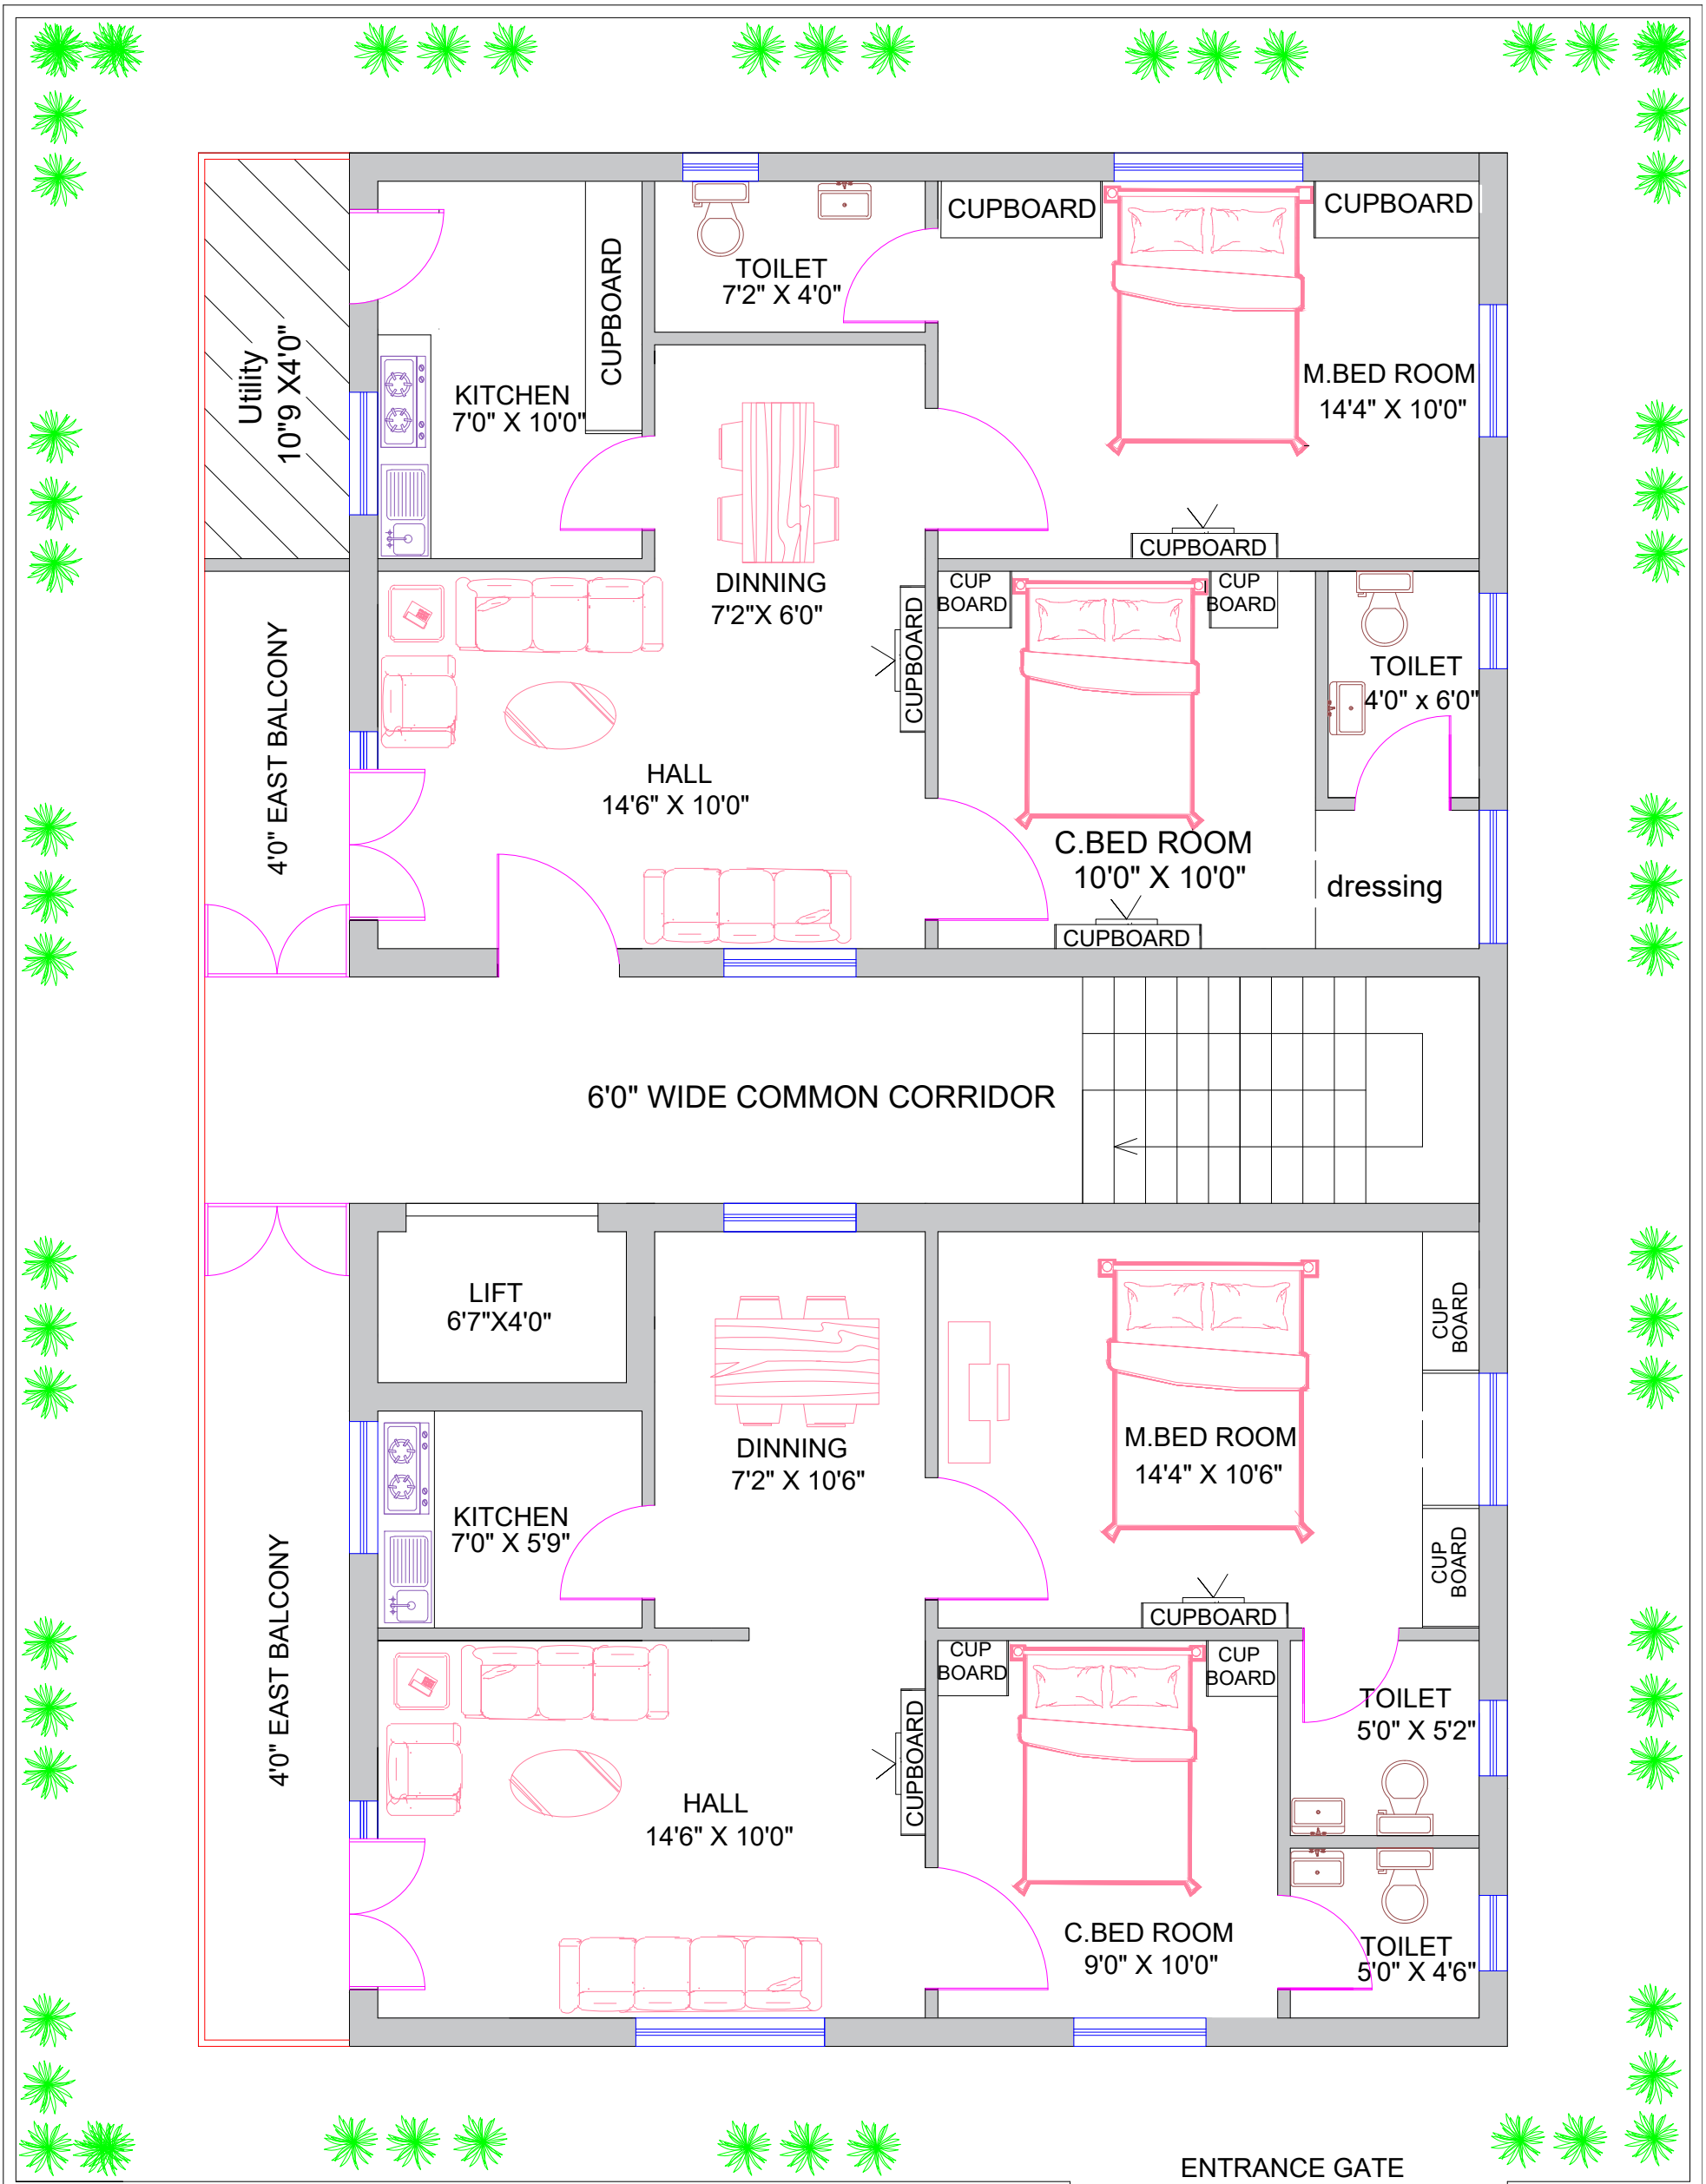 CUPBOARD
CUPBOARD
CUPBOARD
TOILET
7'2" X 4'0"
Utility
10"9 X4'0"
KITCHEN
7'0" X 10'0"
M.BED ROOM
14'4" X 10'0"
CUPBOARD
DINNING
7'2"X 6'0"
CUP
BOARD
CUP
BOARD
CUPBOARD
TOILET
4'0" x 6'0"
4'0" EAST BALCONY
HALL
14'6" X 10'0"
C.BED ROOM
10'0" X 10'0"
dressing
CUPBOARD
6'0" WIDE COMMON CORRIDOR
LIFT
6'7"X4'0"
CUP
BOARD
DINNING
7'2" X 10'6"
M.BED ROOM
14'4" X 10'6"
KITCHEN
7'0" X 5'9"
CUP
BOARD
CUPBOARD
4'0" EAST BALCONY
CUP
BOARD
CUP
BOARD
TOILET
5'0" X 5'2"
CUPBOARD
HALL
14'6" X 10'0"
C.BED ROOM
9'0" X 10'0"
TOILET
5'0" X 4'6"
ENTRANCE GATE